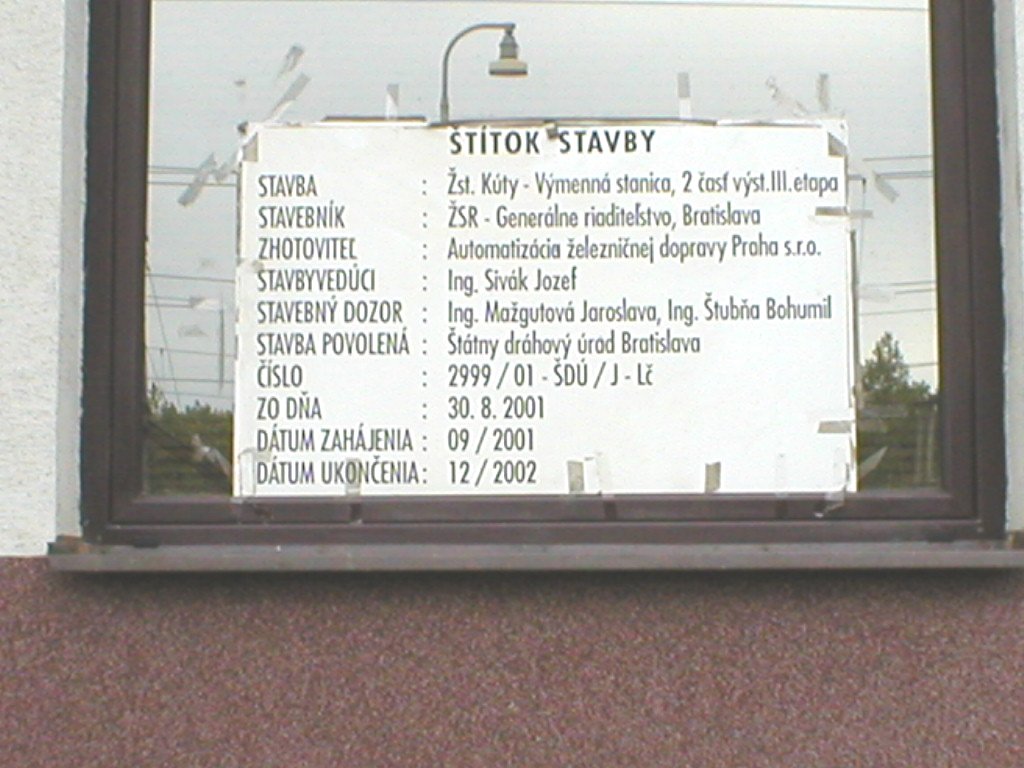 ŠTÍTOK STAVBY
STAVBA : Žst. Kúty - Výmenná stanica, 2 časť výst.III.etapa
STAVEBNÍK : ŽSR - Generálne riaditeľstvo, Bratislava
ZHOTOVITEĽ : Automatizácia železničnej dopravy Praha s.r.o.
STAVBYVEDÚCI : Ing. Sivák Jozef
STAVEBNÝ DOZOR : Ing. Mažgutová Jaroslava, Ing. Štubňa Bohumil
STAVBA POVOLENÁ : Štátny dráhový úrad Bratislava
ČÍSLO : 2999 / 01 - ŠDÚ / J - Lč
ZO DŇA : 30. 8. 2001
DÁTUM ZAHÁJENIA : 09 / 2001
DÁTUM UKONČENIA : 12 / 2002